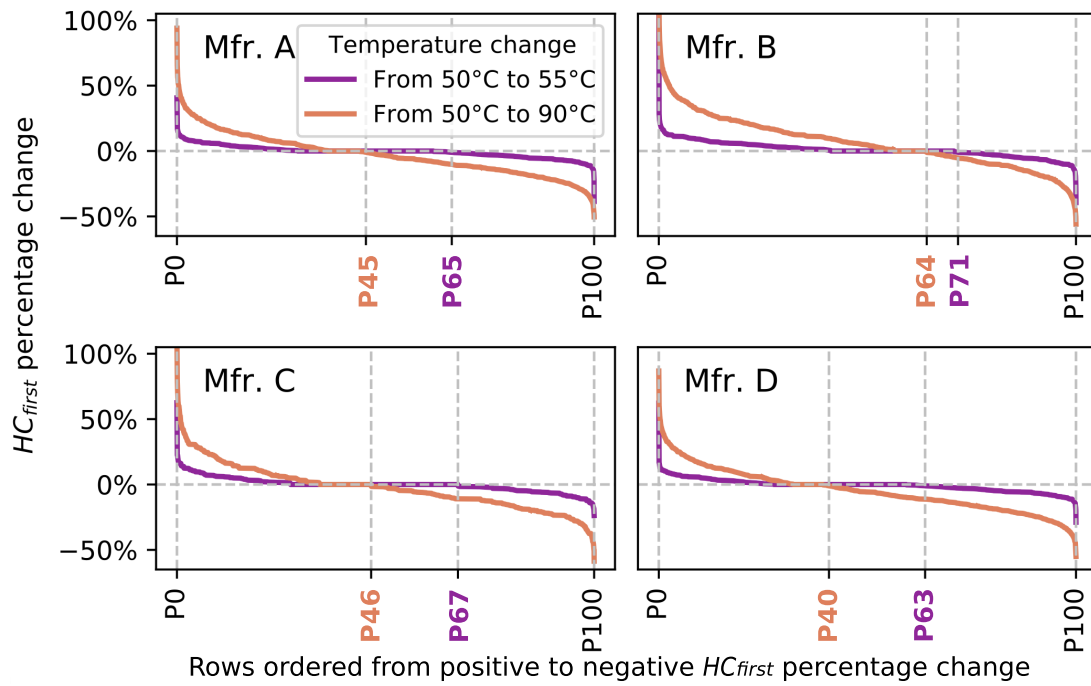 HCfirst percentage change
100%
50%
0%
−50%
Mfr. A
Temperature change
From 50°C to 55°C
From 50°C to 90°C
P0
P45
P65
P100
Mfr. B
P0
P64
P71
P100
100%
50%
0%
−50%
Mfr. C
P0
P46
P67
P100
Mfr. D
P0
P40
P63
P100
Rows ordered from positive to negative HCfirst percentage change